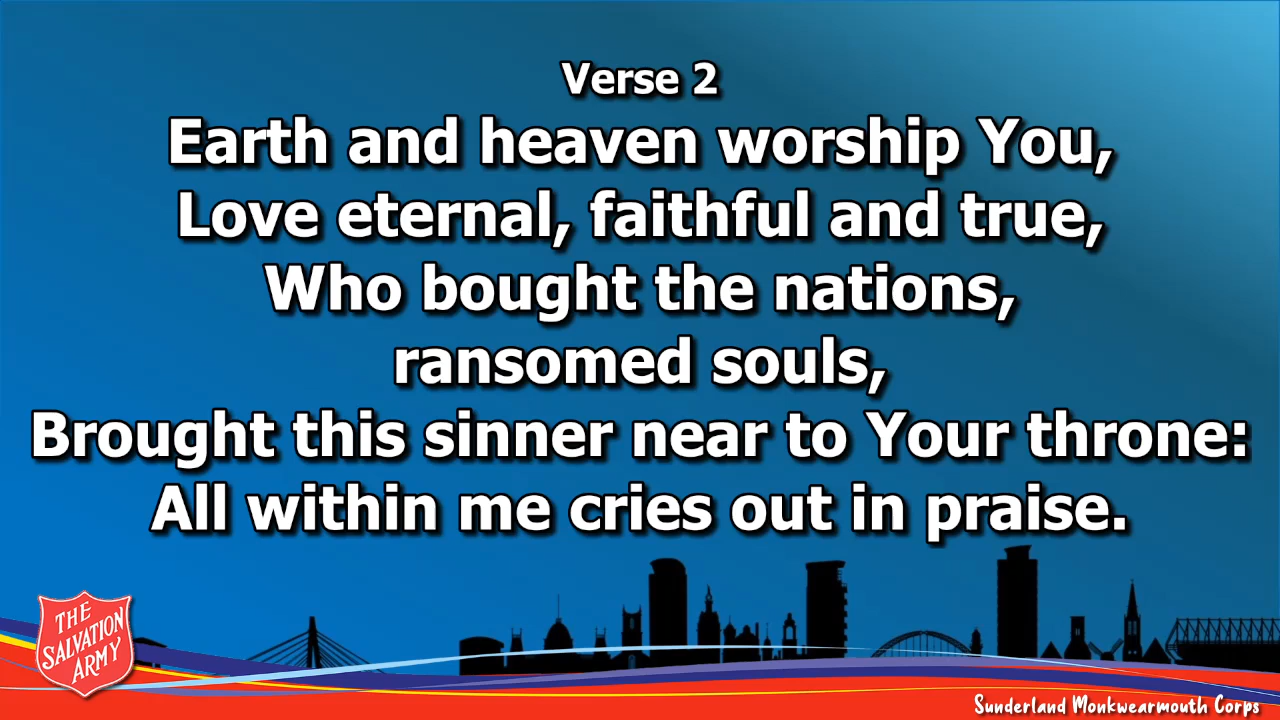 Verse 2
Earth and heaven worship You,
Love eternal, faithful and true,
Who bought the nations,
ransomed souls,
Brought this sinner near to Your throne:
All within me cries out in praise.
THE
SALVATION
ARMY
Sunderland Monkwearmouth Corps